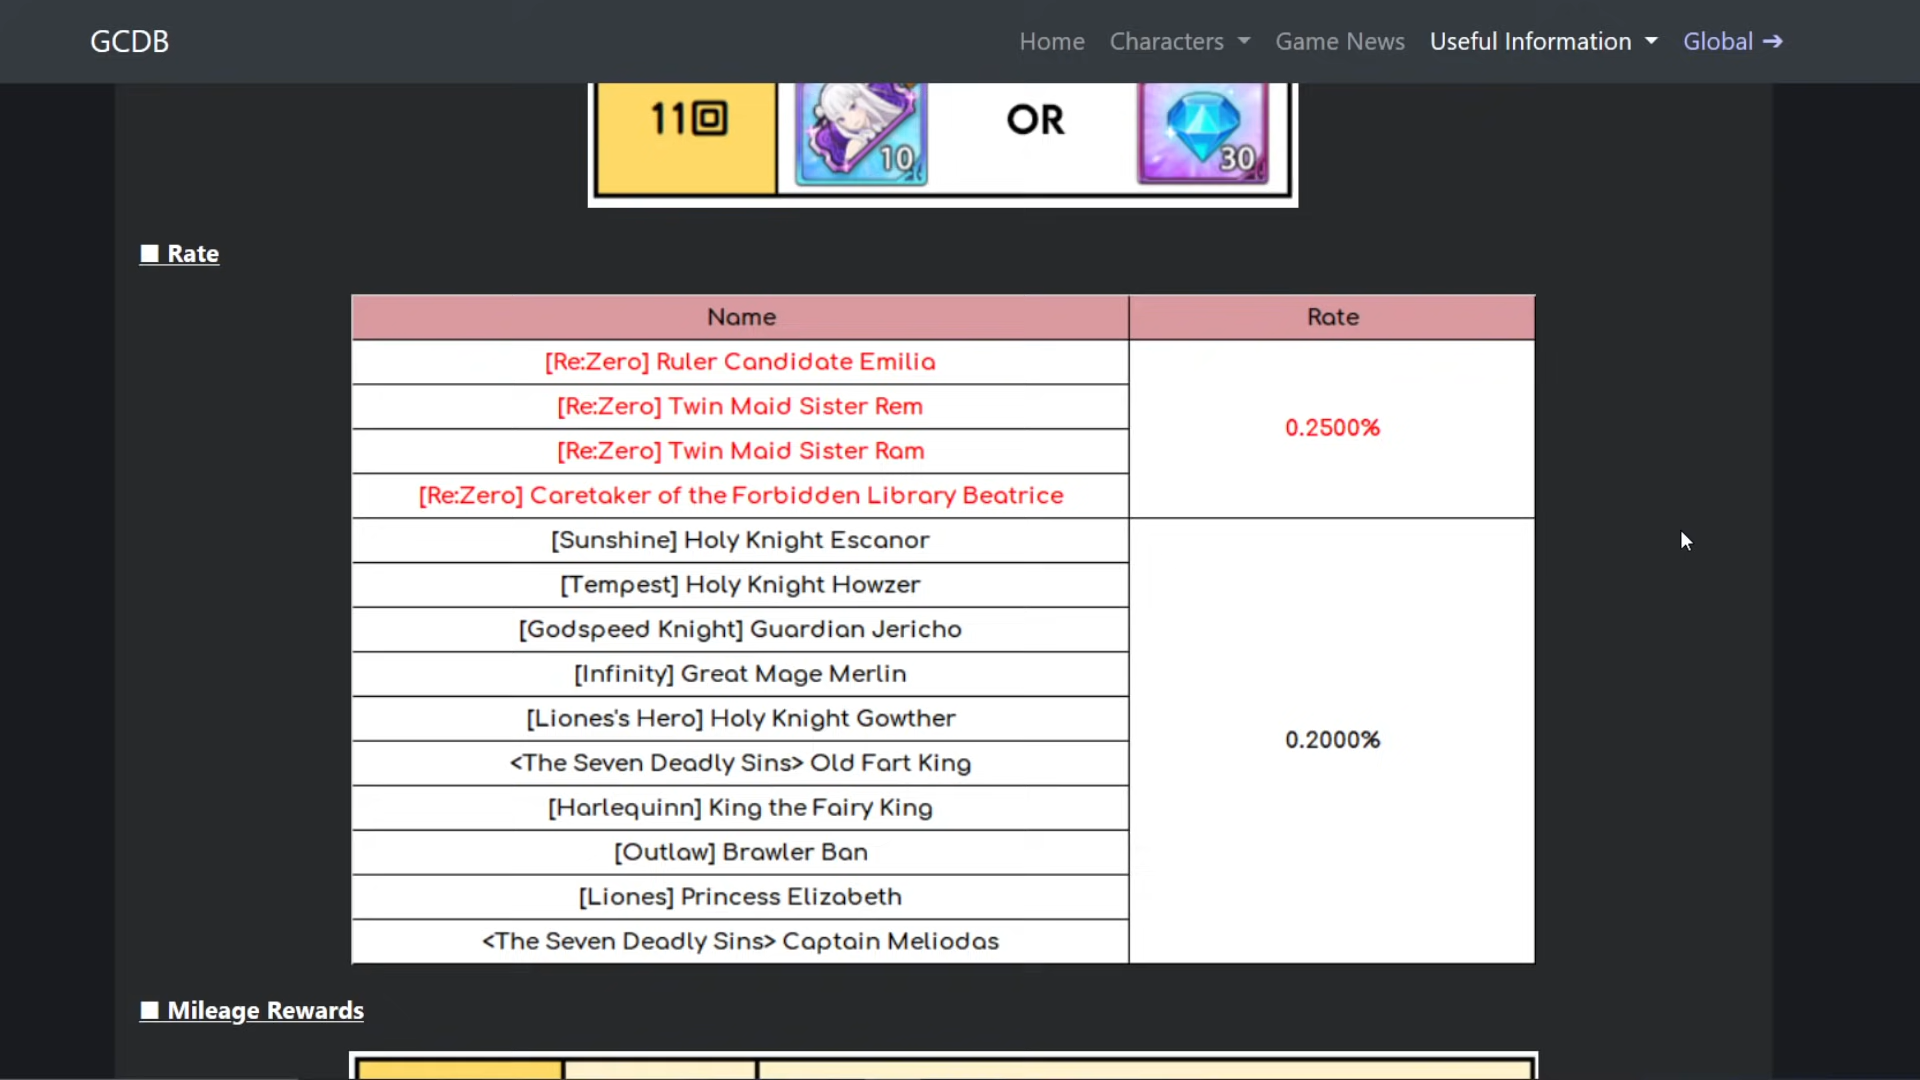 GCDB
Home Characters Game News Useful Information Global →
11回 10 OR 30
■ Rate
Name Rate
[Re:Zero] Ruler Candidate Emilia
[Re:Zero] Twin Maid Sister Rem
0.2500%
[Re:Zero] Twin Maid Sister Ram
[Re:Zero] Caretaker of the Forbidden Library Beatrice
[Sunshine] Holy Knight Escanor
[Tempest] Holy Knight Howzer
[Godspeed Knight] Guardian Jericho
[Infinity] Great Mage Merlin
[Liones's Hero] Holy Knight Gowther
0.2000%
<The Seven Deadly Sins> Old Fart King
[Harlequinn] King the Fairy King
[Outlaw] Brawler Ban
[Liones] Princess Elizabeth
<The Seven Deadly Sins> Captain Meliodas
■ Mileage Rewards